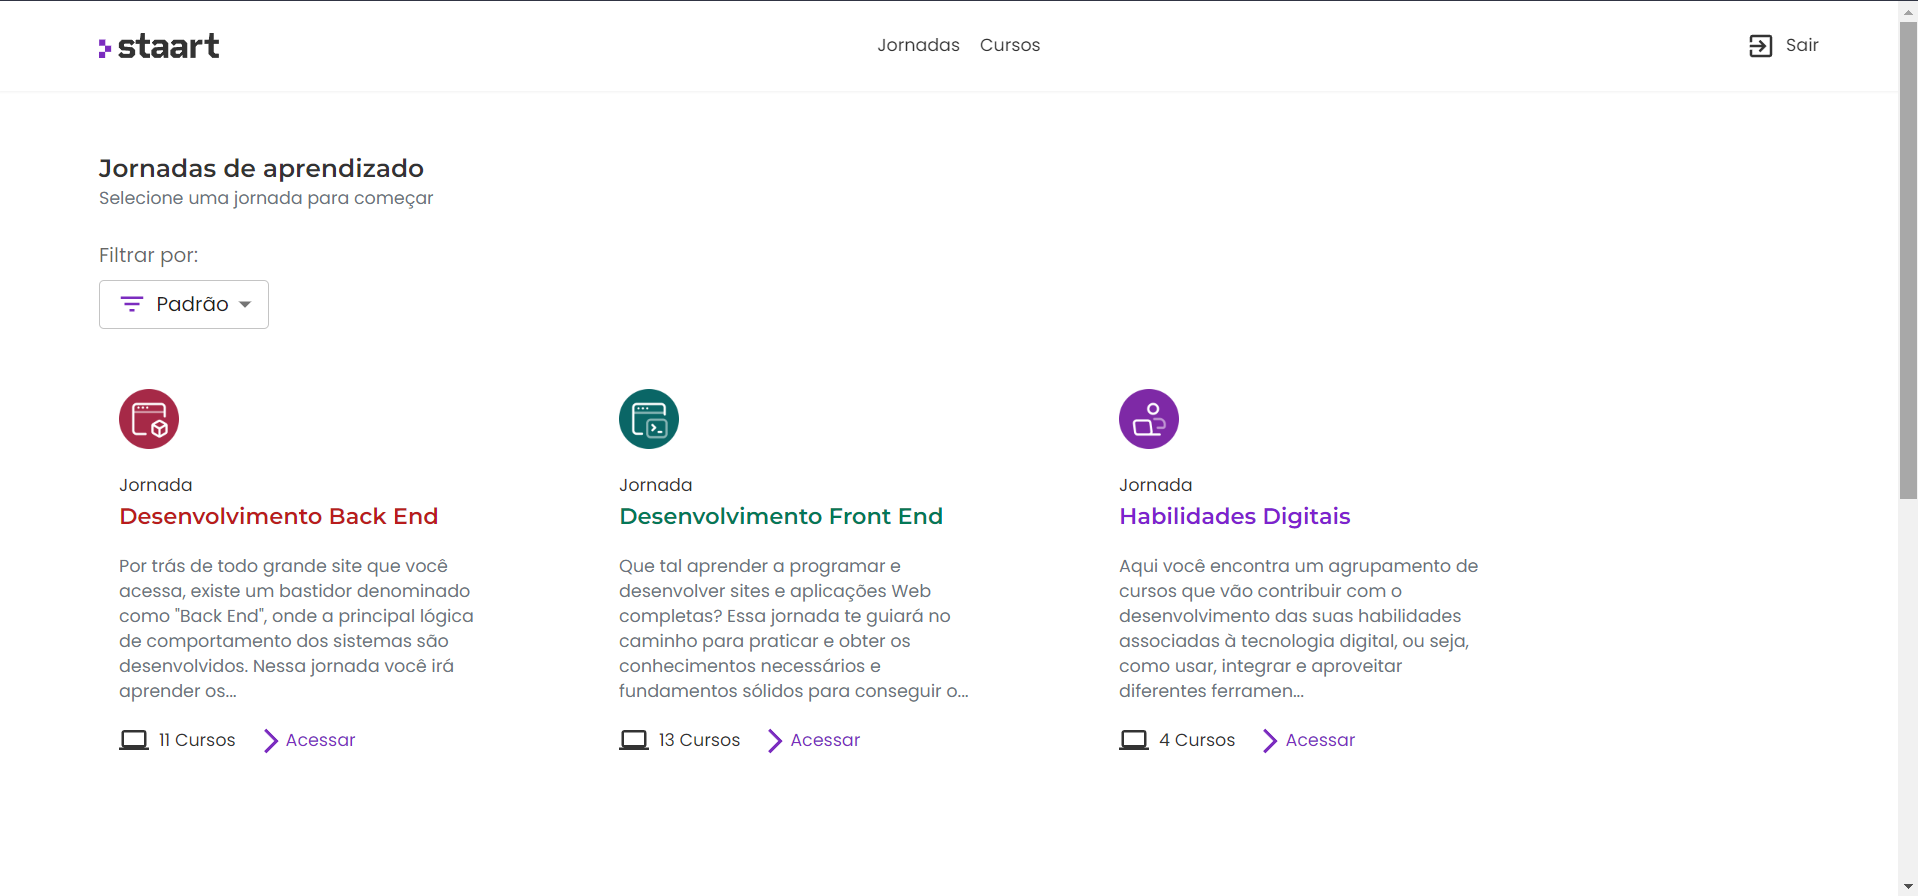 staart
Jornadas Cursos
Sair
Jornadas de aprendizado
Selecione uma jornada para começar
Filtrar por:
Padrão
Jornada
Desenvolvimento Back End
Por trás de todo grande site que você
acessa, existe um bastidor denominado
como "Back End", onde a principal lógica
de comportamento dos sistemas são
desenvolvidos. Nessa jornada você irá
aprender os...
11 Cursos Acessar
Jornada
Desenvolvimento Front End
Que tal aprender a programar e
desenvolver sites e aplicações Web
completas? Essa jornada te guiará no
caminho para praticar e obter os
conhecimentos necessários e
fundamentos sólidos para conseguir o...
13 Cursos Acessar
Jornada
Habilidades Digitais
Aqui você encontra um agrupamento de
cursos que vão contribuir com o
desenvolvimento das suas habilidades
associadas à tecnologia digital, ou seja,
como usar, integrar e aproveitar
diferentes ferramen...
4 Cursos Acessar